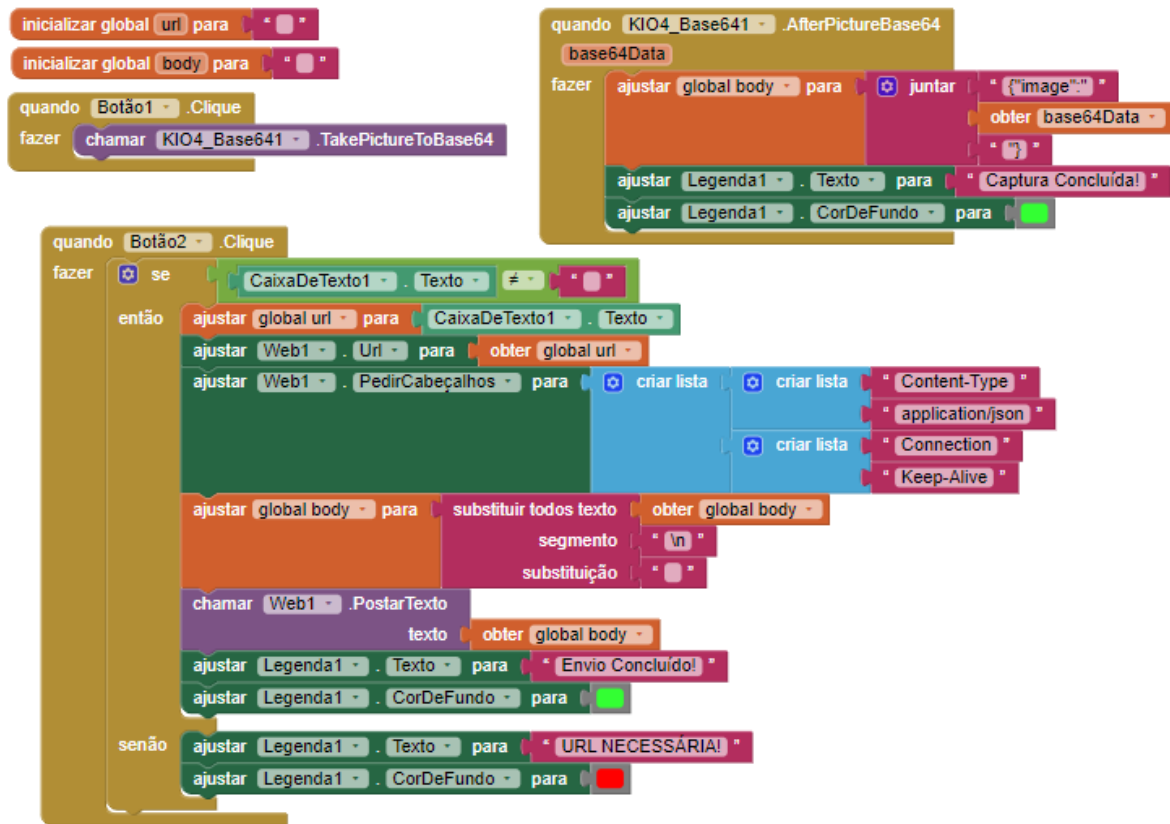 inicializar global url para " "
inicializar global body para " "
quando Botão1 .Clique
fazer chamar KIO4_Base641 .TakePictureToBase64
quando KIO4_Base641 .AfterPictureBase64
base64Data
fazer ajustar global body para juntar " {"image":" "
obter base64Data
" "} "
ajustar Legenda1 . Texto para " Captura Concluída! "
ajustar Legenda1 . CorDeFundo para
quando Botão2 .Clique
fazer se CaixaDeTexto1 . Texto ≠ " "
então ajustar global url para CaixaDeTexto1 . Texto
ajustar Web1 . Url para obter global url
ajustar Web1 . PedirCabeçalhos para criar lista criar lista " Content-Type "
" application/json "
criar lista " Connection "
" Keep-Alive "
ajustar global body para substituir todos texto obter global body
segmento " \n "
substituição " "
chamar Web1 .PostarTexto
texto obter global body
ajustar Legenda1 . Texto para " Envio Concluído! "
ajustar Legenda1 . CorDeFundo para
senão ajustar Legenda1 . Texto para " URL NECESSÁRIA! "
ajustar Legenda1 . CorDeFundo para